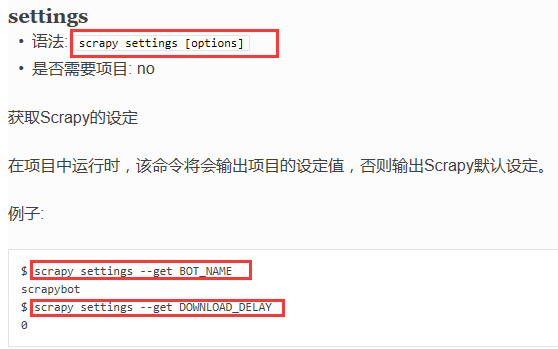 settings
• 语法: scrapy settings [options]
• 是否需要项目: no
获取Scrapy的设定
在项目中运行时，该命令将会输出项目的设定值，否则输出Scrapy默认设定。
例子:
$ scrapy settings --get BOT_NAME
scrapybot
$ scrapy settings --get DOWNLOAD_DELAY
0